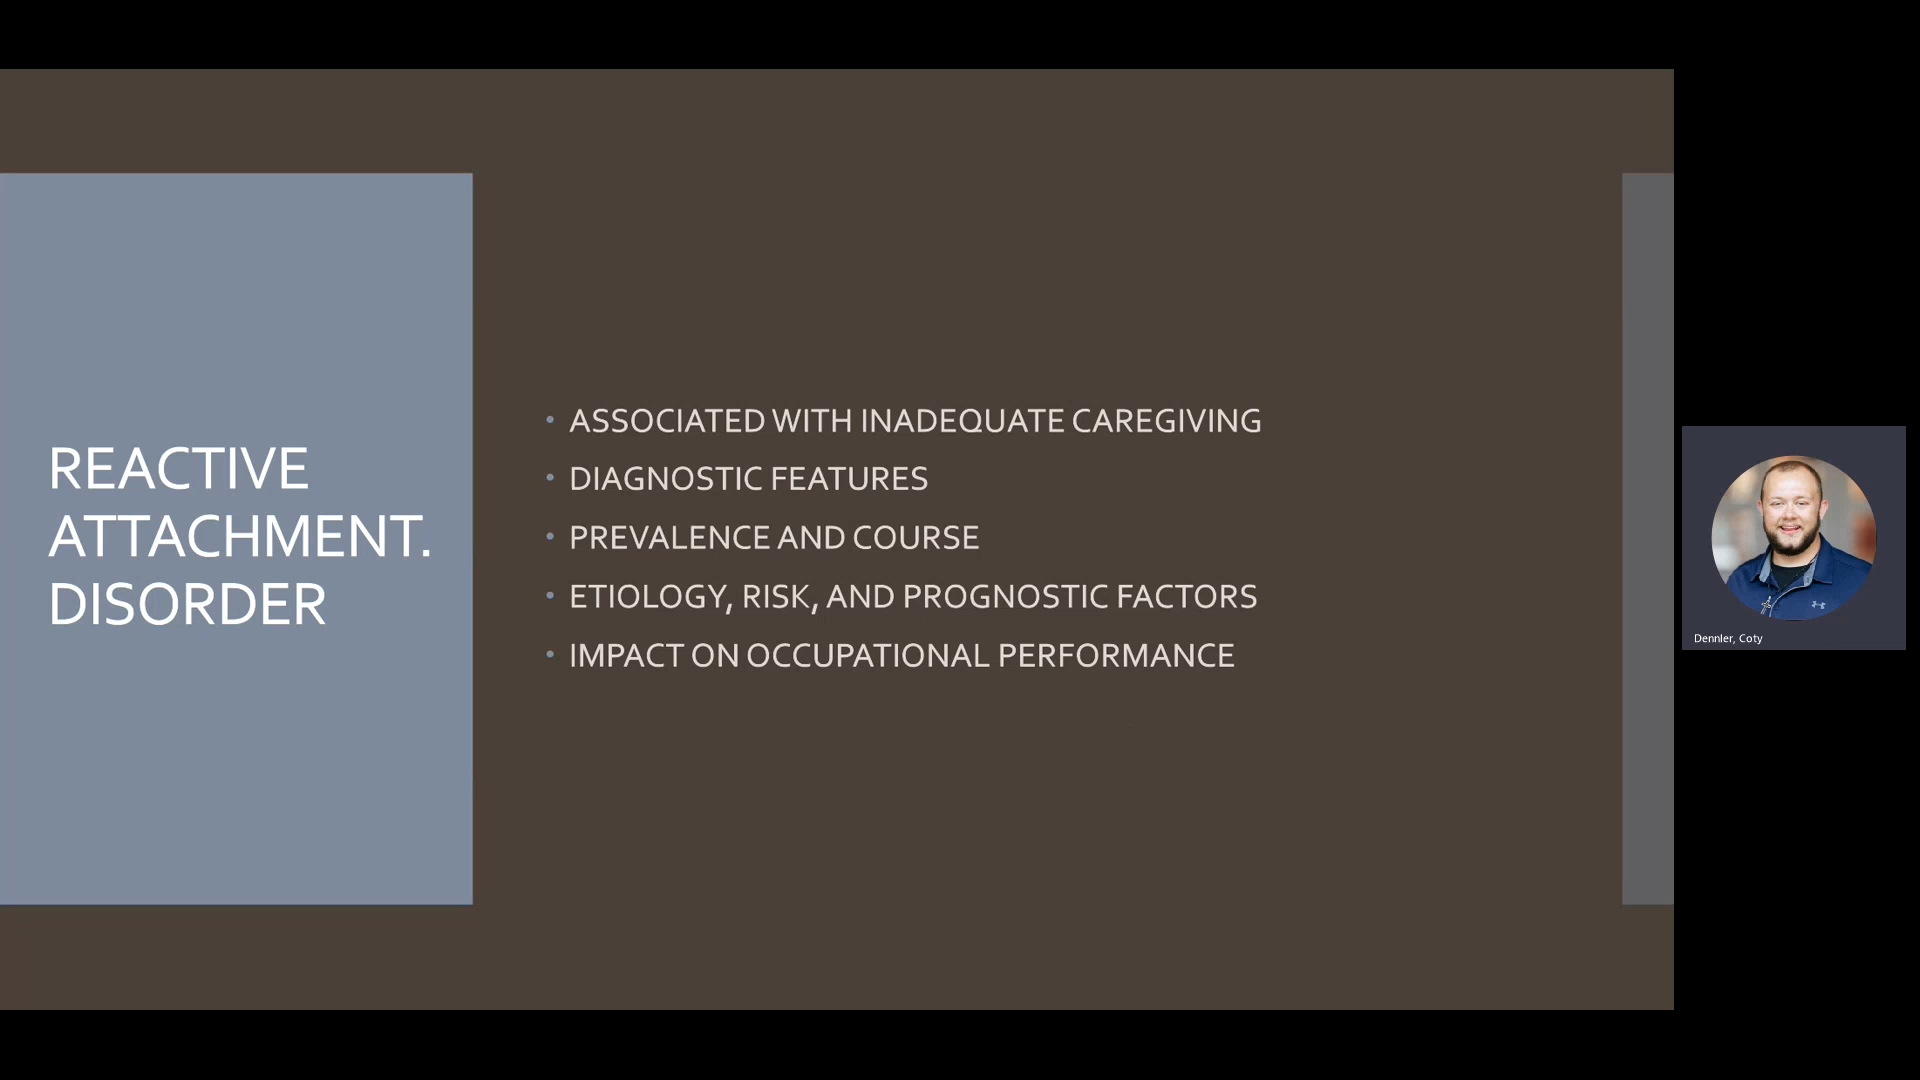 REACTIVE
ATTACHMENT.
DISORDER
• ASSOCIATED WITH INADEQUATE CAREGIVING
• DIAGNOSTIC FEATURES
• PREVALENCE AND COURSE
• ETIOLOGY, RISK, AND PROGNOSTIC FACTORS
• IMPACT ON OCCUPATIONAL PERFORMANCE
Dennler, Coty